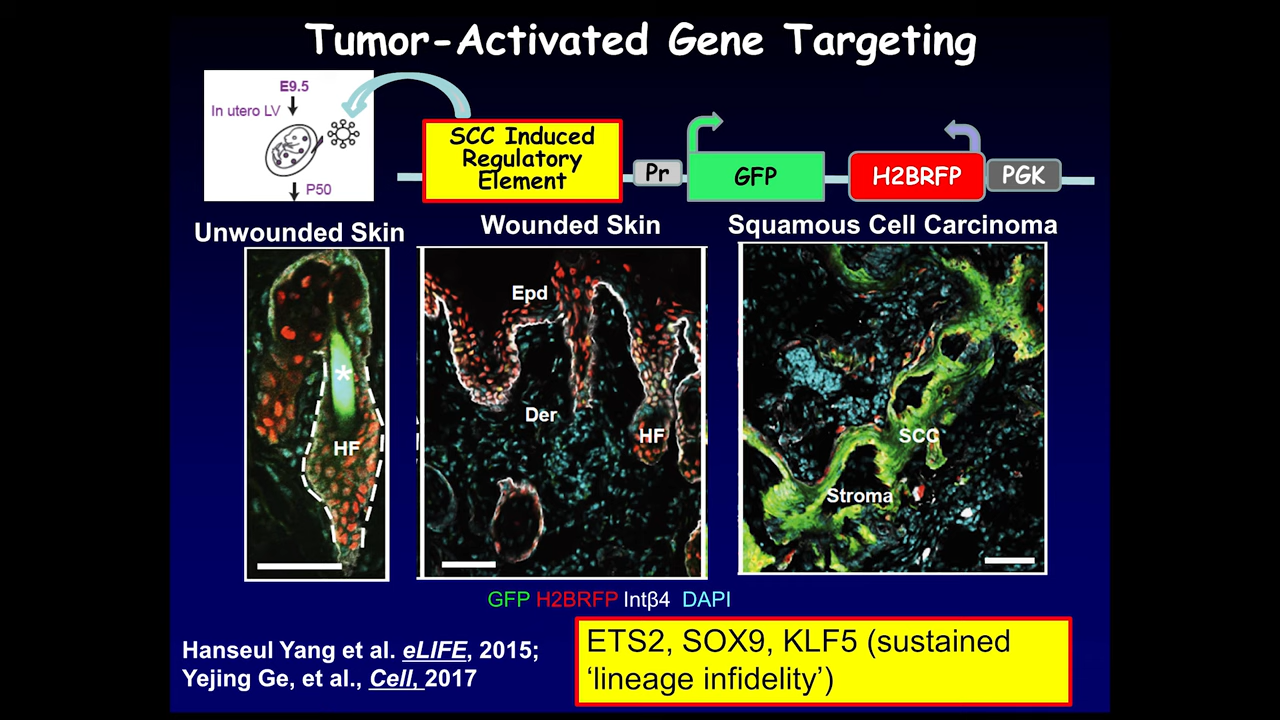 Tumor-Activated Gene Targeting
E9.5
In utero LV
P50
SCC Induced
Regulatory
Element
Pr
GFP
H2BRFP
PGK
Unwounded Skin
Wounded Skin
Squamous Cell Carcinoma
*
HF
Epd
Der
HF
SCC
Stroma
GFP H2BRFP Intβ4 DAPI
Hanseul Yang et al. eLIFE, 2015;
Yejing Ge, et al., Cell, 2017
ETS2, SOX9, KLF5 (sustained
‘lineage infidelity’)